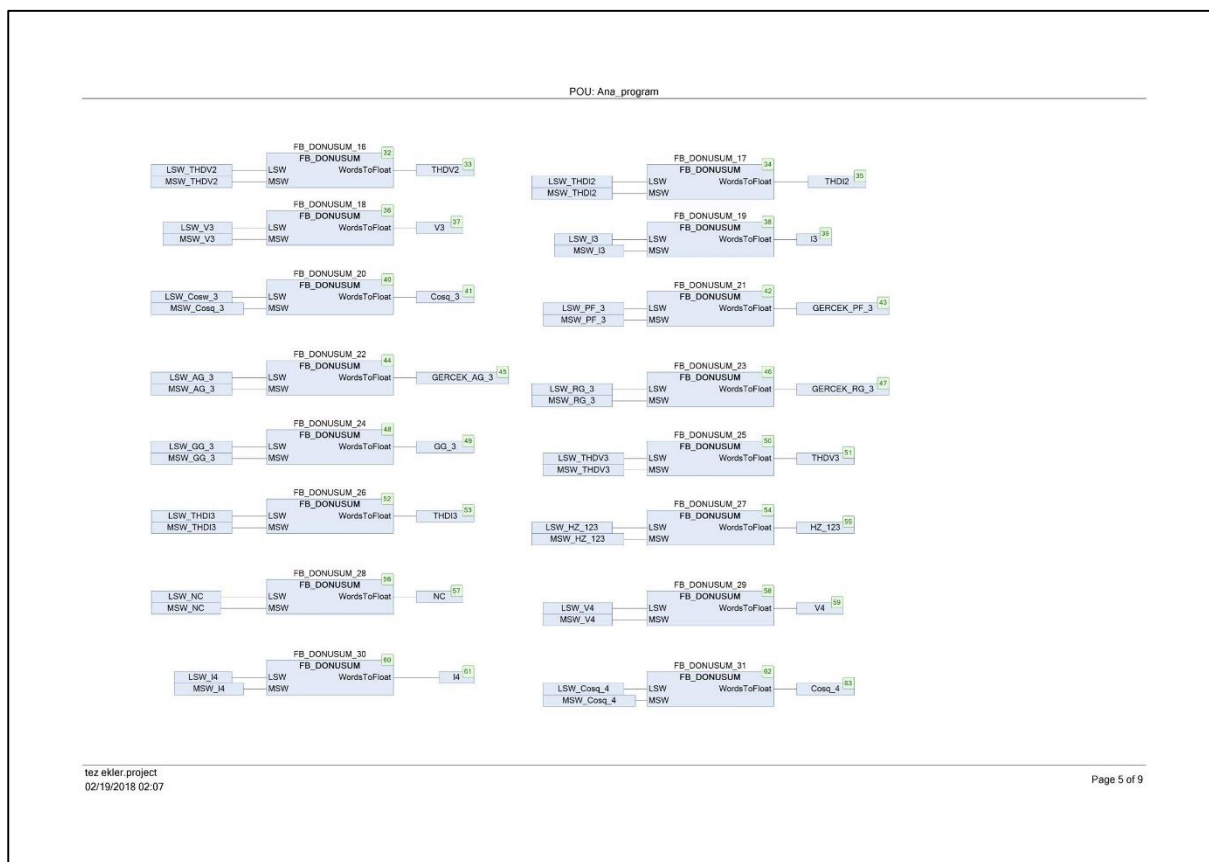 POU: Ana_program
FB_DONUSUM_16
32
FB_DONUSUM
LSW_THDV2 LSW WordsToFloat THDV2 33
MSW_THDV2 MSW
FB_DONUSUM_17
34
FB_DONUSUM
LSW_THDI2 LSW WordsToFloat THDI2 35
MSW_THDI2 MSW
FB_DONUSUM_18
36
FB_DONUSUM
LSW_V3 LSW WordsToFloat V3 37
MSW_V3 MSW
FB_DONUSUM_19
38
FB_DONUSUM
LSW_I3 LSW WordsToFloat I3 39
MSW_I3 MSW
FB_DONUSUM_20
40
FB_DONUSUM
LSW_Cosw_3 LSW WordsToFloat Cosq_3 41
MSW_Cosq_3 MSW
FB_DONUSUM_21
42
FB_DONUSUM
LSW_PF_3 LSW WordsToFloat GERCEK_PF_3 43
MSW_PF_3 MSW
FB_DONUSUM_22
44
FB_DONUSUM
LSW_AG_3 LSW WordsToFloat GERCEK_AG_3 45
MSW_AG_3 MSW
FB_DONUSUM_23
46
FB_DONUSUM
LSW_RG_3 LSW WordsToFloat GERCEK_RG_3 47
MSW_RG_3 MSW
FB_DONUSUM_24
48
FB_DONUSUM
LSW_GG_3 LSW WordsToFloat GG_3 49
MSW_GG_3 MSW
FB_DONUSUM_25
50
FB_DONUSUM
LSW_THDV3 LSW WordsToFloat THDV3 51
MSW_THDV3 MSW
FB_DONUSUM_26
52
FB_DONUSUM
LSW_THDI3 LSW WordsToFloat THDI3 53
MSW_THDI3 MSW
FB_DONUSUM_27
54
FB_DONUSUM
LSW_HZ_123 LSW WordsToFloat HZ_123 55
MSW_HZ_123 MSW
FB_DONUSUM_28
56
FB_DONUSUM
LSW_NC LSW WordsToFloat NC 57
MSW_NC MSW
FB_DONUSUM_29
58
FB_DONUSUM
LSW_V4 LSW WordsToFloat V4 59
MSW_V4 MSW
FB_DONUSUM_30
60
FB_DONUSUM
LSW_I4 LSW WordsToFloat I4 61
MSW_I4 MSW
FB_DONUSUM_31
62
FB_DONUSUM
LSW_Cosq_4 LSW WordsToFloat Cosq_4 63
MSW_Cosq_4 MSW
tez ekler.project
02/19/2018 02:07
Page 5 of 9